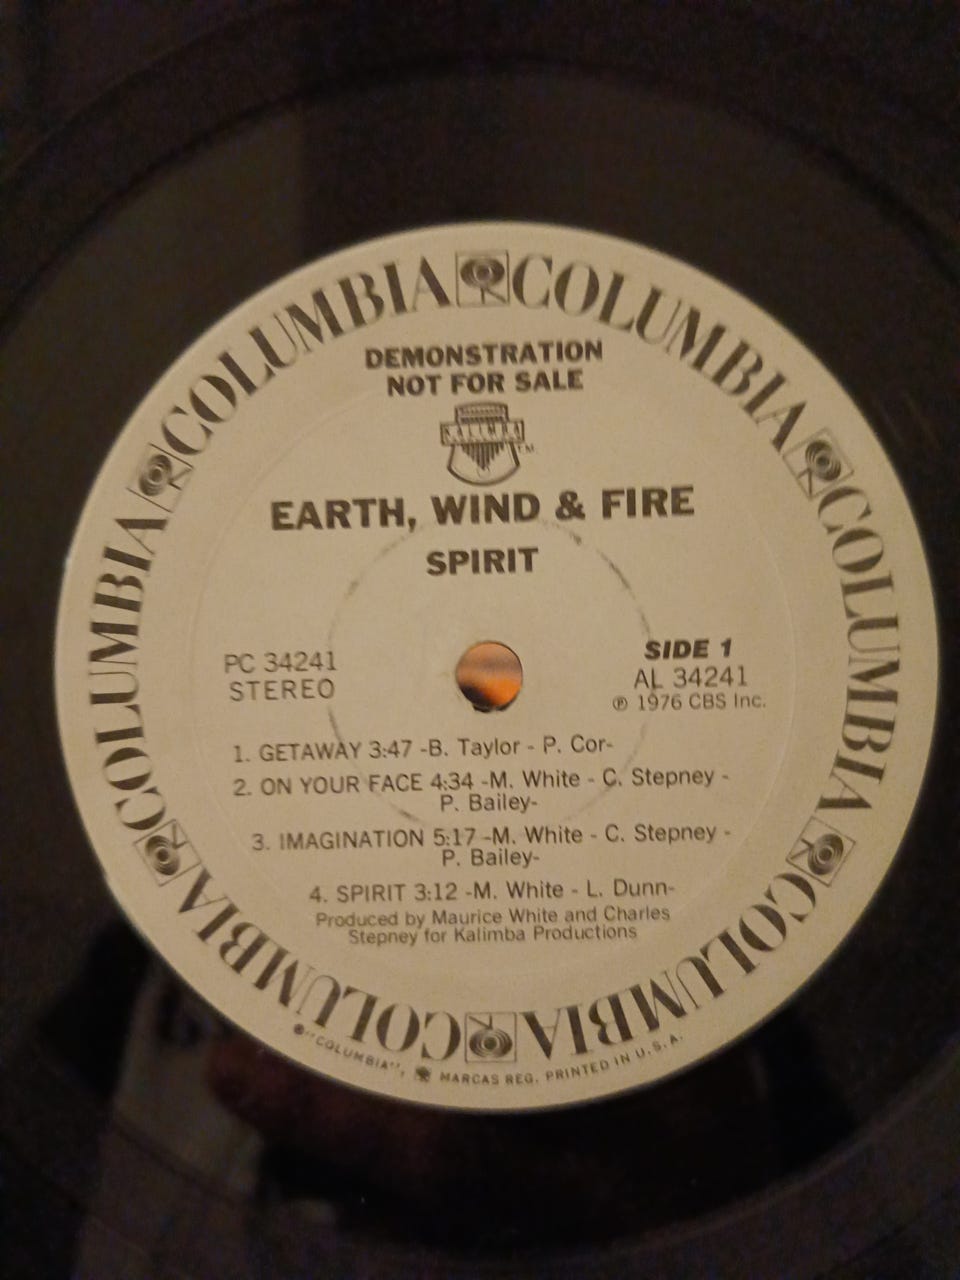 COLUMBIA COLUMBIA COLUMBIA COLUMBIA COLUMBIA COLUMBIA
DEMONSTRATION
NOT FOR SALE
KALIMBA TM
EARTH, WIND & FIRE
SPIRIT
PC 34241
STEREO
SIDE 1
AL 34241
℗ 1976 CBS Inc.
1. GETAWAY 3:47 -B. Taylor - P. Cor-
2. ON YOUR FACE 4:34 -M. White - C. Stepney -
P. Bailey-
3. IMAGINATION 5:17 -M. White - C. Stepney -
P. Bailey-
4. SPIRIT 3:12 -M. White - L. Dunn-
Produced by Maurice White and Charles
Stepney for Kalimba Productions
"COLUMBIA", MARCAS REG. PRINTED IN U.S.A.